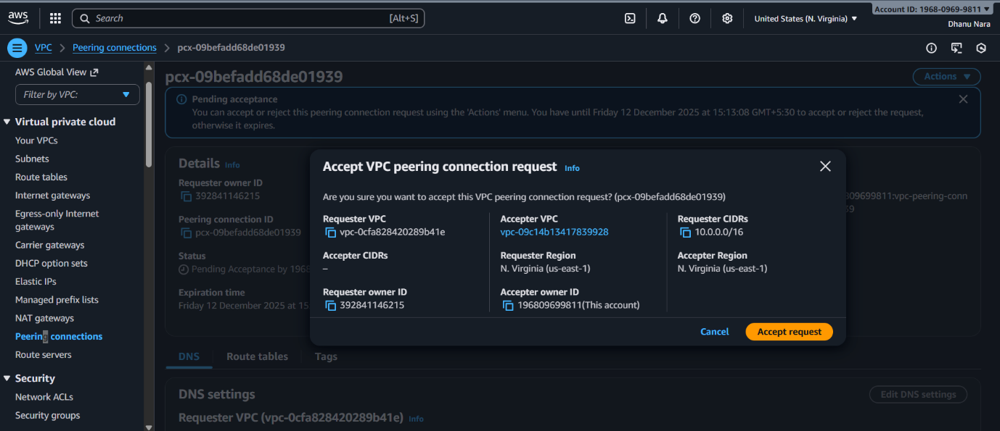 aws
Search [Alt+S]
United States (N. Virginia)
Account ID: 1968-0969-9811
Dhanu Nara
VPC
Peering connections
pcx-09befadd68de01939
AWS Global View
Filter by VPC:
Virtual private cloud
Your VPCs
Subnets
Route tables
Internet gateways
Egress-only Internet
gateways
Carrier gateways
DHCP option sets
Elastic IPs
Managed prefix lists
NAT gateways
Peering connections
Route servers
Security
Network ACLs
Security groups
pcx-09befadd68de01939
Actions
Pending acceptance
You can accept or reject this peering connection request using the 'Actions' menu. You have until Friday 12 December 2025 at 15:13:08 GMT+5:30 to accept or reject the request,
otherwise it expires.
Details Info
Requester owner ID
392841146215
Peering connection ID
pcx-09befadd68de01939
Status
Pending Acceptance by 1968
Expiration time
Friday 12 December 2025 at 15
809699811:vpc-peering-conn
Accept VPC peering connection request Info
Are you sure you want to accept this VPC peering connection request? (pcx-09befadd68de01939)
Requester VPC
vpc-0cfa828420289b41e
Accepter VPC
vpc-09c14b13417839928
Requester CIDRs
10.0.0.0/16
Accepter CIDRs
–
Requester Region
N. Virginia (us-east-1)
Accepter Region
N. Virginia (us-east-1)
Requester owner ID
392841146215
Accepter owner ID
196809699811(This account)
Cancel
Accept request
DNS
Route tables
Tags
DNS settings
Edit DNS settings
Requester VPC (vpc-0cfa828420289b41e) Info